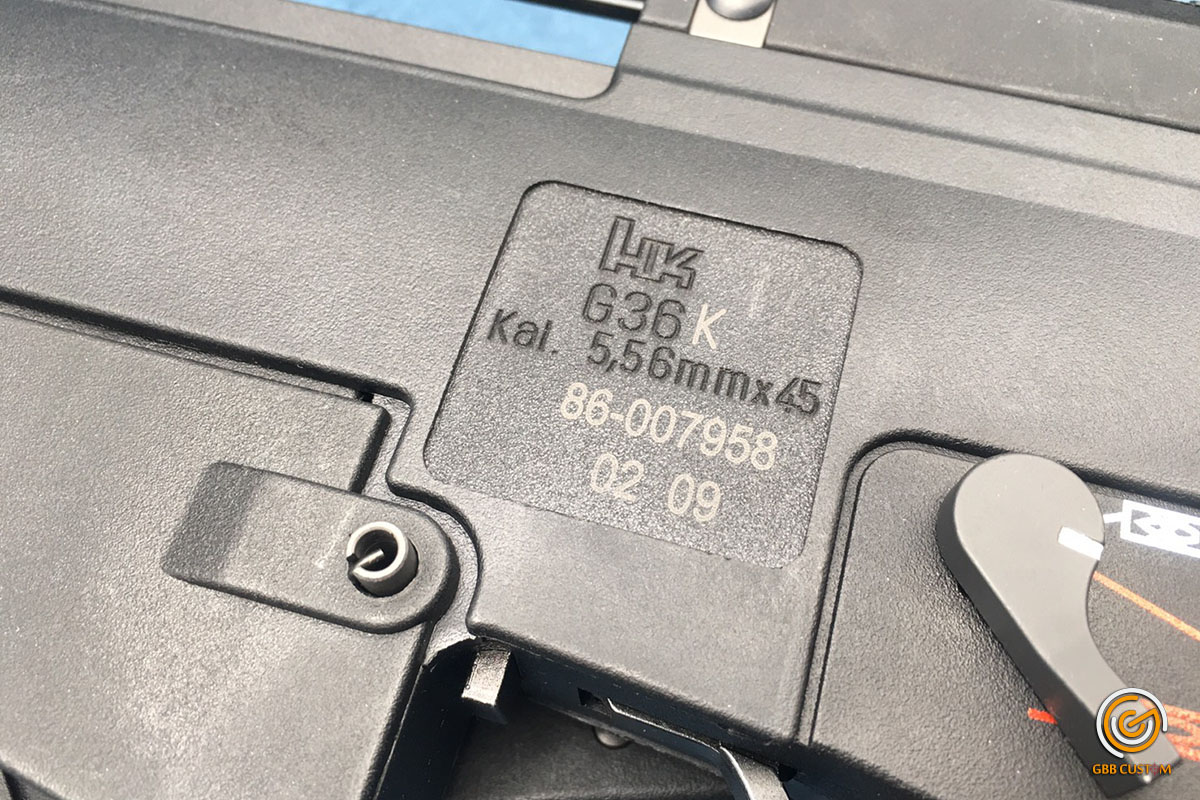 HK
G36 K
Kal. 5,56mmx45
86-007958
02 09
GBB CUSTOM